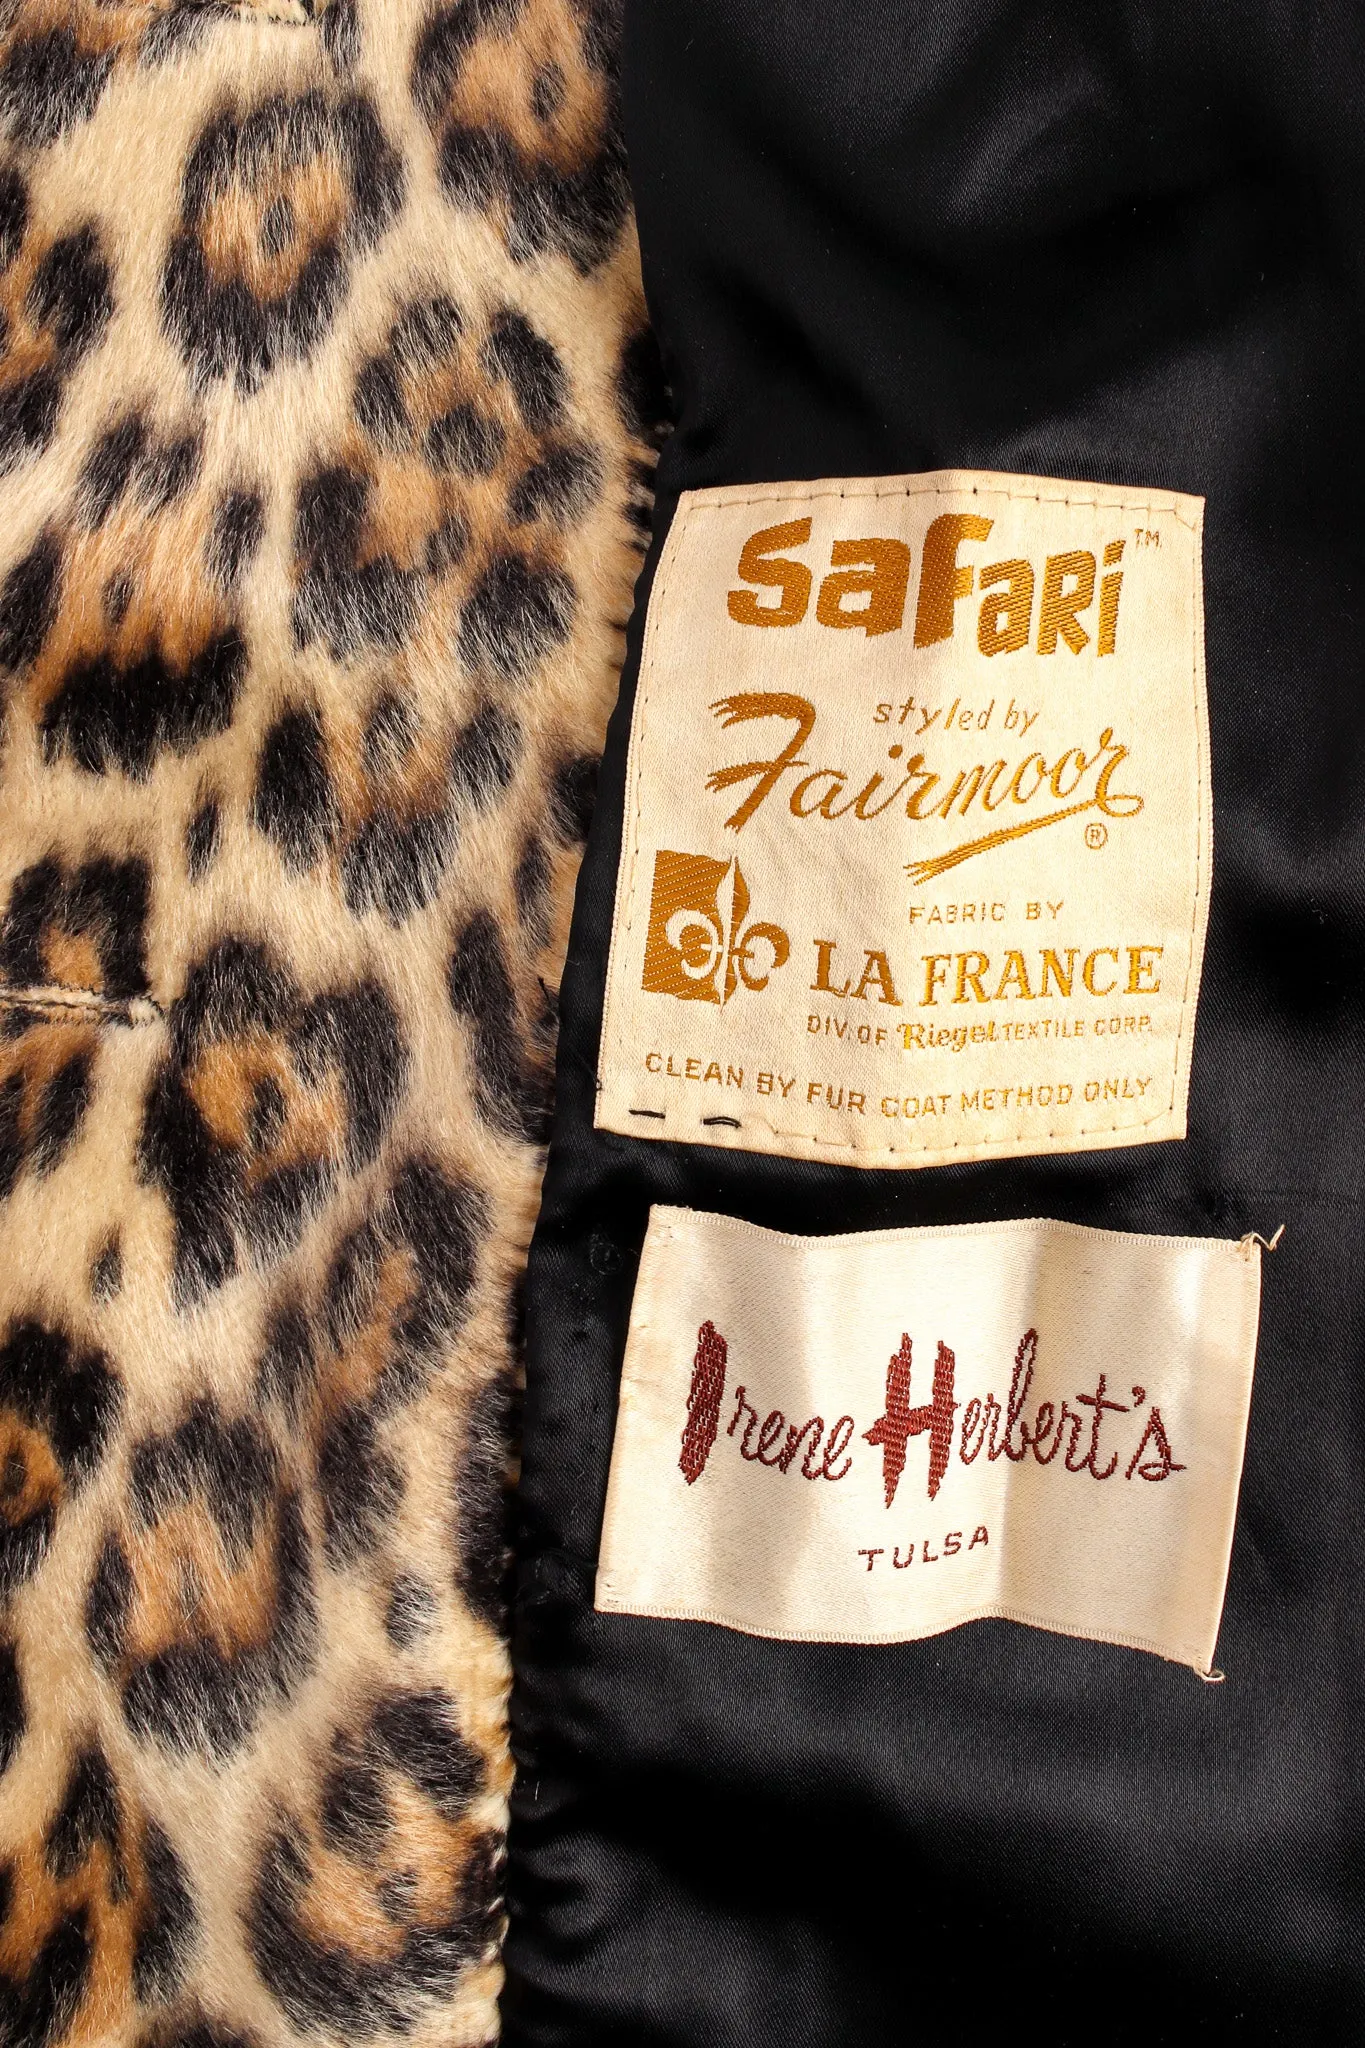 safari TM
styled by
Fairmoor ®
FABRIC BY
LA FRANCE
DIV. OF Riegel TEXTILE CORP.
CLEAN BY FUR COAT METHOD ONLY
Irene Herbert's
TULSA